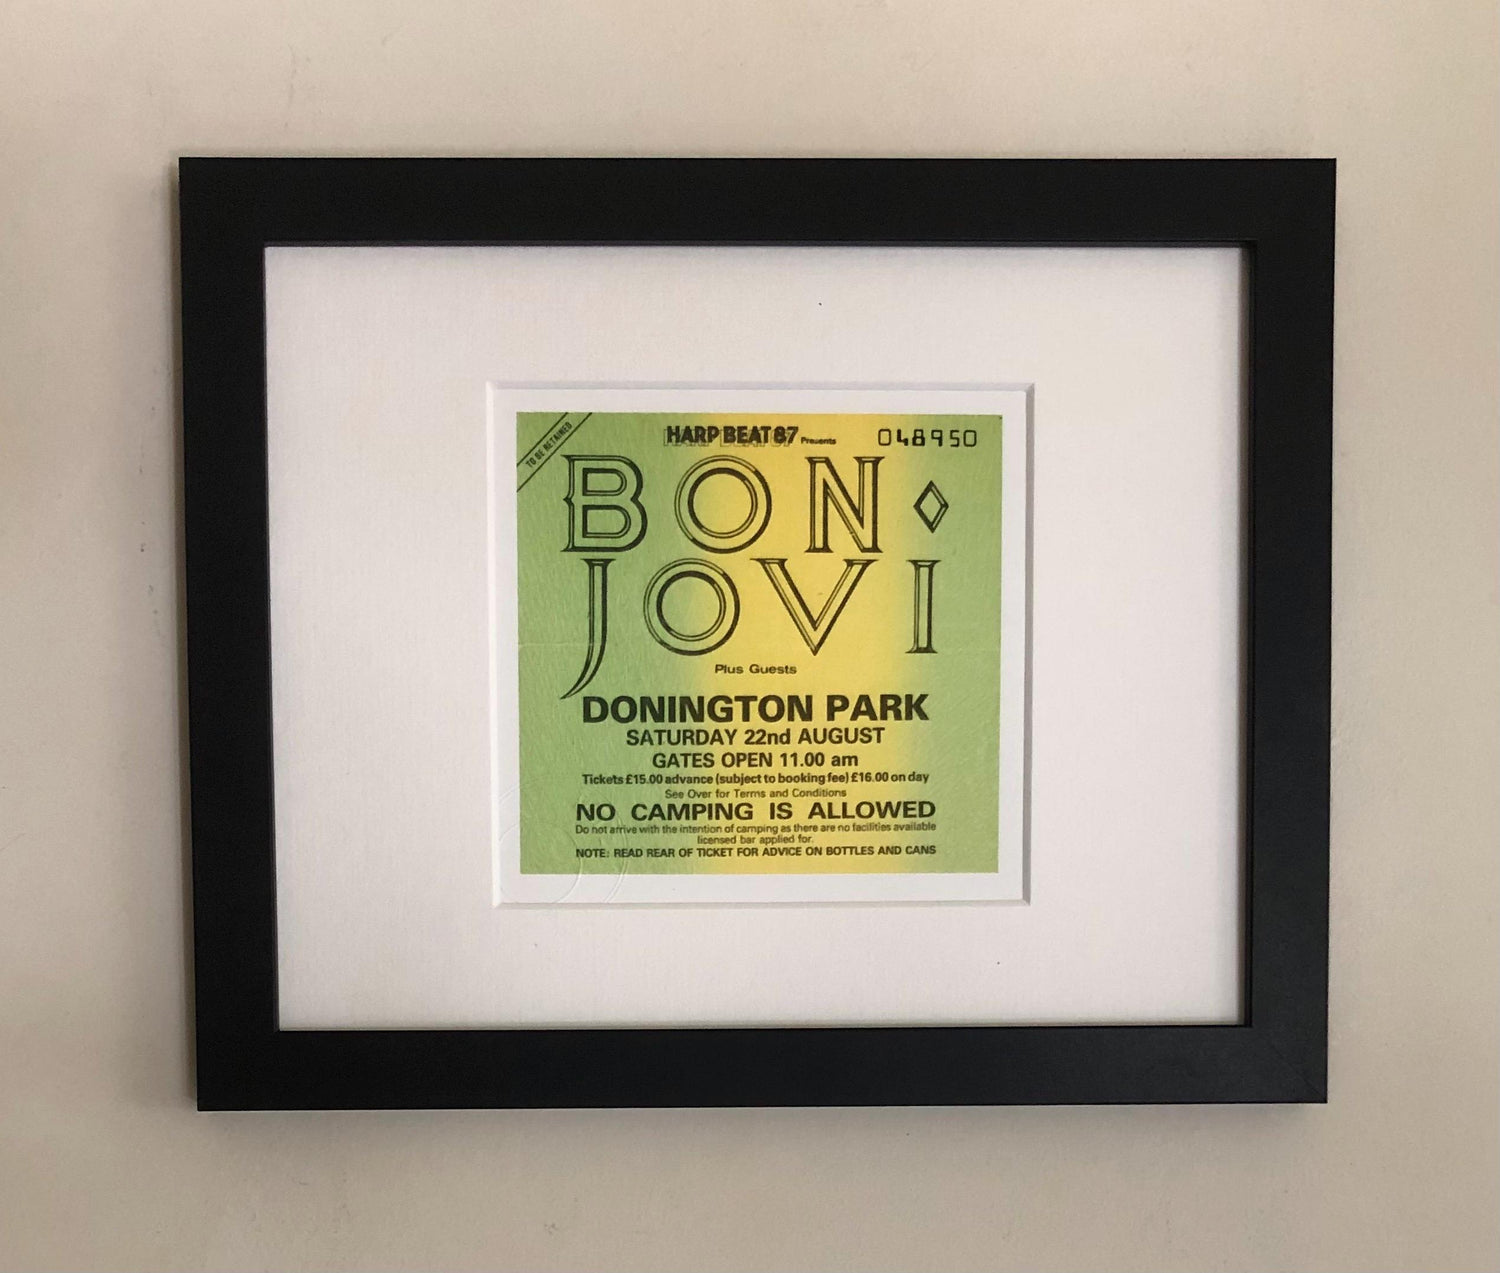 TO BE RETAINED
HARP BEAT 87 Presents 048950
BON
JOVI
Plus Guests
DONINGTON PARK
SATURDAY 22nd AUGUST
GATES OPEN 11.00 am
Tickets £15.00 advance (subject to booking fee) £16.00 on day
See Over for Terms and Conditions
NO CAMPING IS ALLOWED
Do not arrive with the intention of camping as there are no facilities available
licensed bar applied for.
NOTE: READ REAR OF TICKET FOR ADVICE ON BOTTLES AND CANS